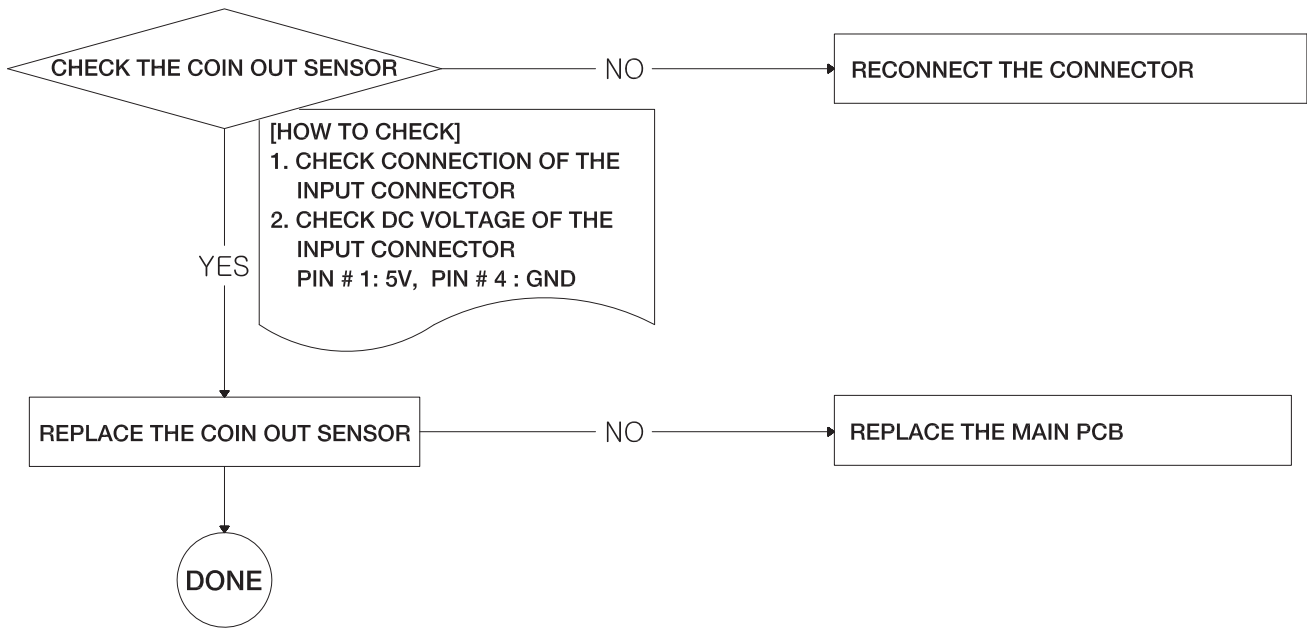 CHECK THE COIN OUT SENSOR
NO
RECONNECT THE CONNECTOR
[HOW TO CHECK]
1. CHECK CONNECTION OF THE
INPUT CONNECTOR
2. CHECK DC VOLTAGE OF THE
INPUT CONNECTOR
PIN # 1: 5V, PIN # 4 : GND
YES
REPLACE THE COIN OUT SENSOR
NO
REPLACE THE MAIN PCB
DONE